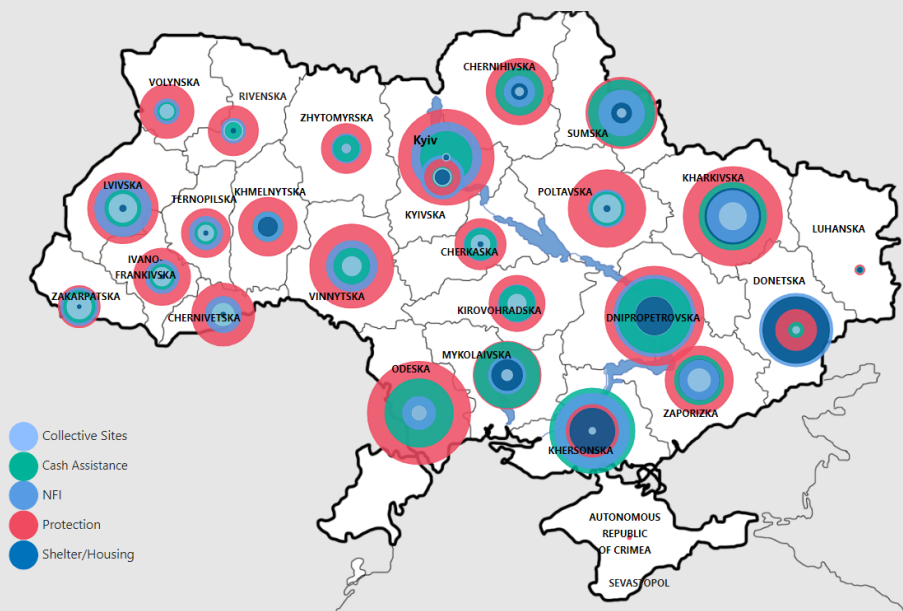 CHERNIHIVSKA
VOLYNSKA
RIVENSKA
ZHYTOMYRSKA
SUMSKA
Kyiv
KHARKIVSKA
LVIVSKA
TERNOPILSKA
KHMELNYTSKA
POLTAVSKA
KYIVSKA
LUHANSKA
CHERKASKA
IVANO-
FRANKIVSKA
DONETSKA
ZAKARPATSKA
VINNYTSKA
CHERNIVETSKA
KIROVOHRADSKA
DNIPROPETROVSKA
MYKOLAIVSKA
ODESKA
ZAPORIZKA
KHERSONSKA
Collective Sites
Cash Assistance
NFI
Protection
Shelter/Housing
AUTONOMOUS
REPUBLIC
OF CRIMEA
SEVASTOPOL